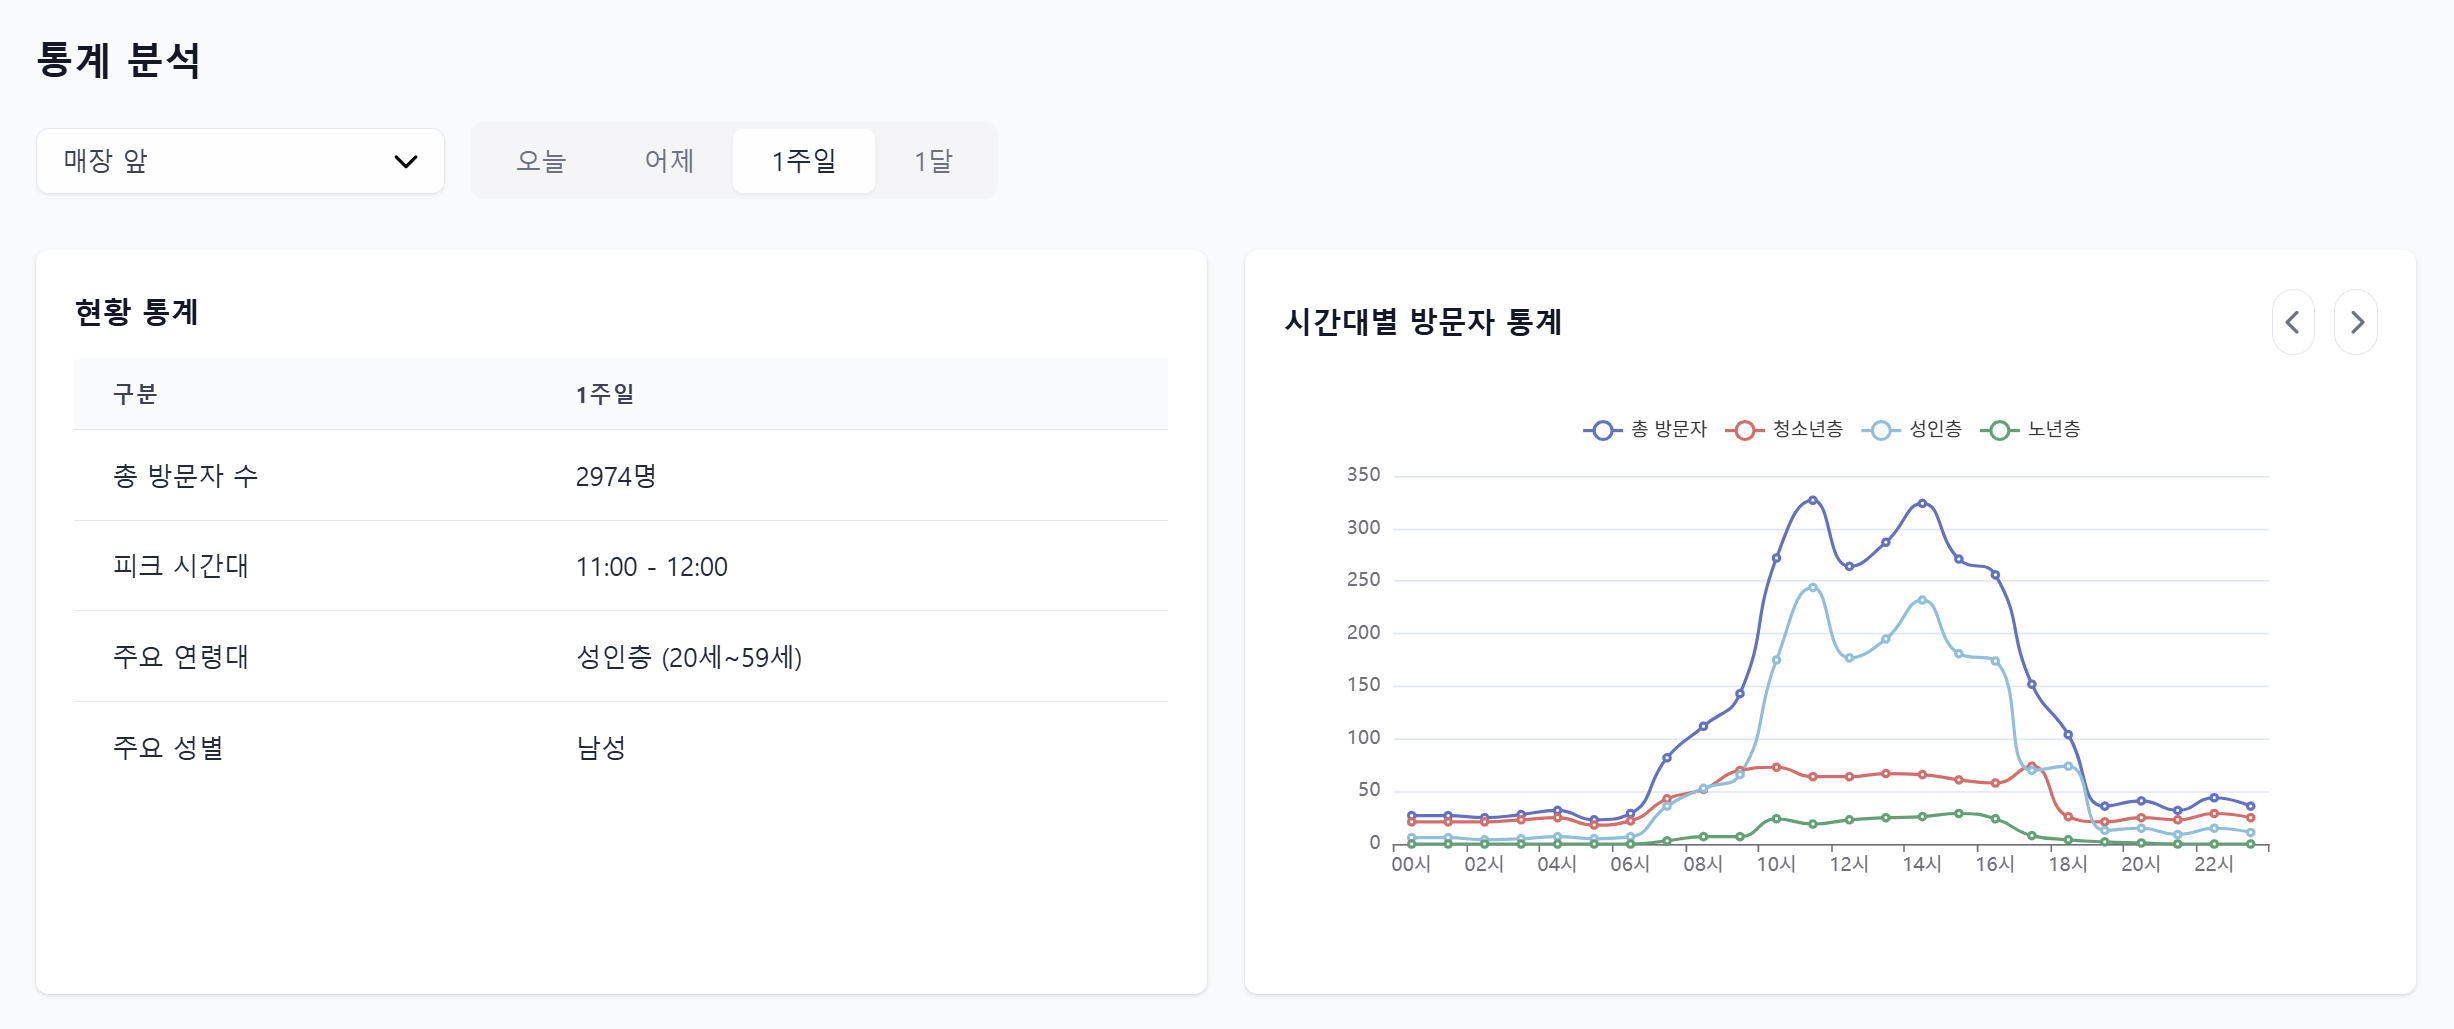 통계 분석
매장 앞
오늘 어제 1주일 1달
현황 통계
구분 1주일
총 방문자 수 2974명
피크 시간대 11:00 - 12:00
주요 연령대 성인층 (20세~59세)
주요 성별 남성
시간대별 방문자 통계
총 방문자 청소년층 성인층 노년층
350
300
250
200
150
100
50
0
00시 02시 04시 06시 08시 10시 12시 14시 16시 18시 20시 22시